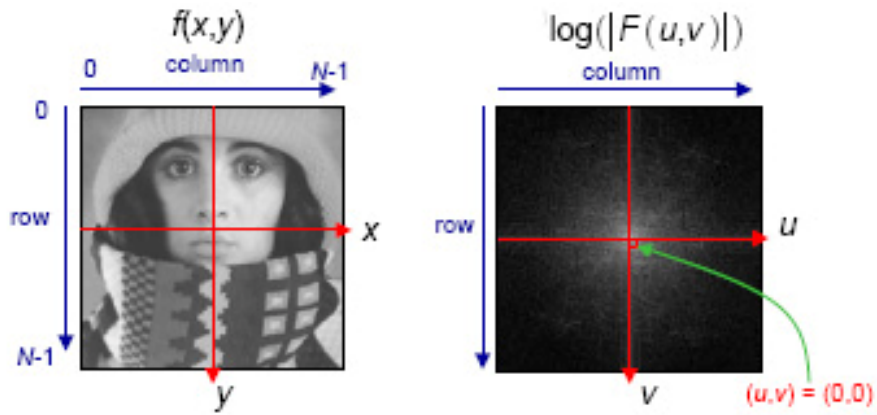 f(x,y)
0 column N-1
0
row
x
N-1
y
log(|F(u,v)|)
column
row
u
v
(u,v) = (0,0)